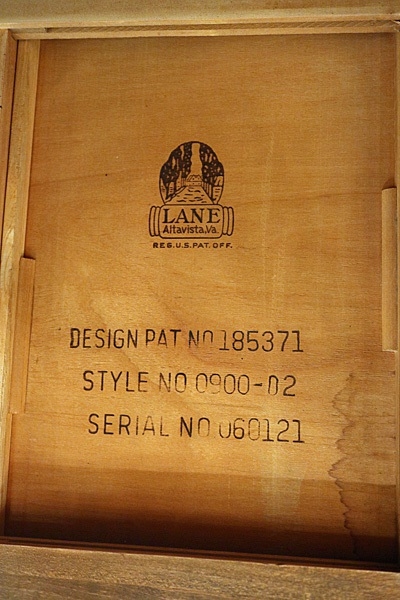 LANE
Altavista, Va.
REG. U.S. PAT. OFF.
DESIGN PAT NO 185371
STYLE NO 0900-02
SERIAL NO 060121